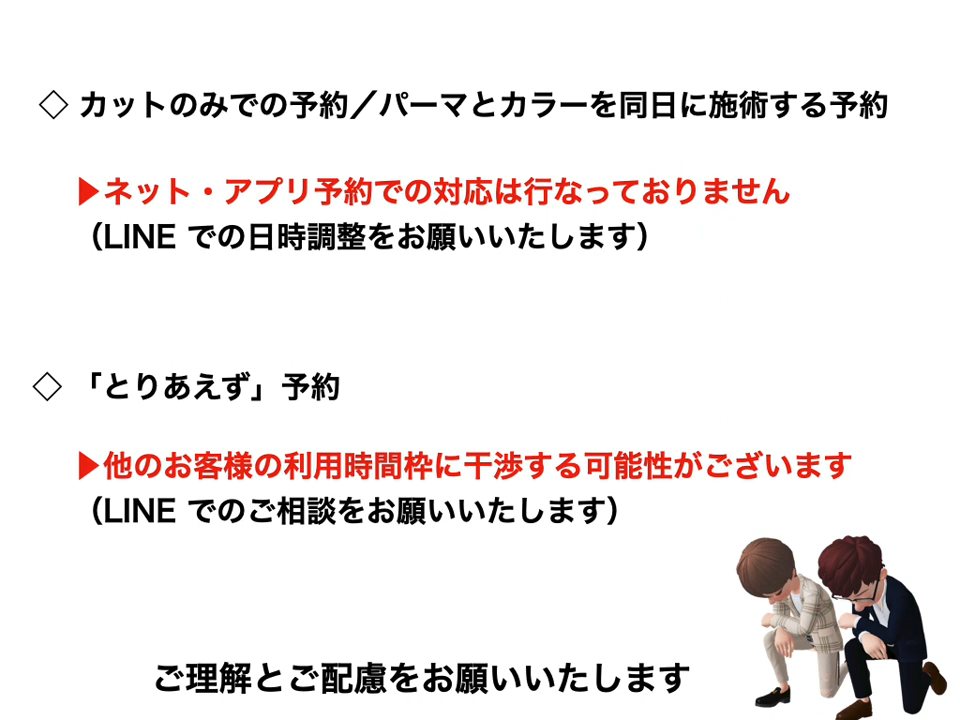 ◇ カットのみでの予約／パーマとカラーを同日に施術する予約
▶ネット・アプリ予約での対応は行なっておりません
（LINE での日時調整をお願いいたします）
◇ 「とりあえず」予約
▶他のお客様の利用時間枠に干渉する可能性がございます
（LINE でのご相談をお願いいたします）
ご理解とご配慮をお願いいたします